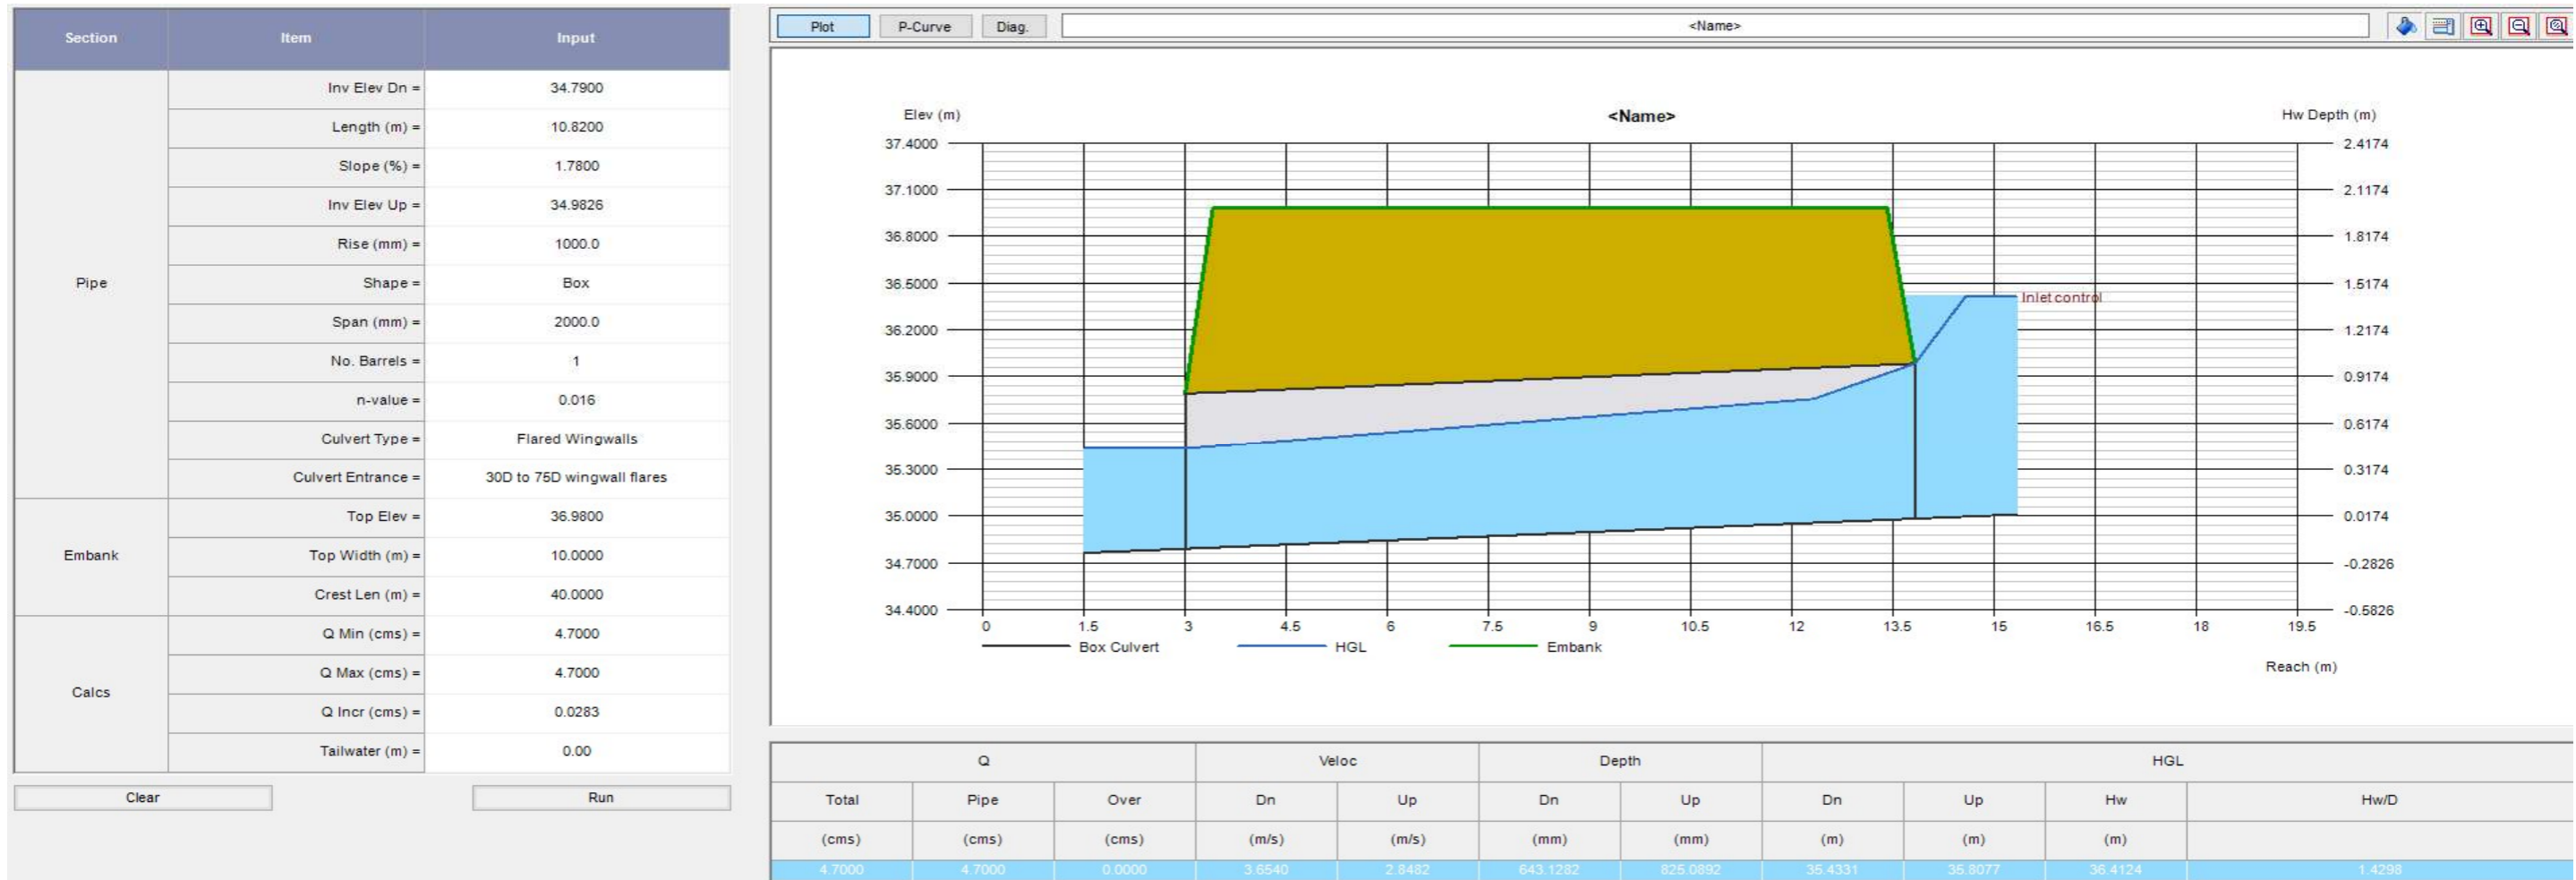 Section Item Input
Pipe
Inv Elev Dn = 34.7900
Length (m) = 10.8200
Slope (%) = 1.7800
Inv Elev Up = 34.9826
Rise (mm) = 1000.0
Shape = Box
Span (mm) = 2000.0
No. Barrels = 1
n-value = 0.016
Culvert Type = Flared Wingwalls
Culvert Entrance = 30D to 75D wingwall flares
Embank
Top Elev = 36.9800
Top Width (m) = 10.0000
Crest Len (m) = 40.0000
Calcs
Q Min (cms) = 4.7000
Q Max (cms) = 4.7000
Q Incr (cms) = 0.0283
Tailwater (m) = 0.00
Clear Run
Plot P-Curve Diag. <Name>
Elev (m) <Name> Hw Depth (m)
37.4000 2.4174
37.1000 2.1174
36.8000 1.8174
36.5000 1.5174
Inlet control
36.2000 1.2174
35.9000 0.9174
35.6000 0.6174
35.3000 0.3174
35.0000 0.0174
34.7000 -0.2826
34.4000 -0.5826
0 1.5 3 4.5 6 7.5 9 10.5 12 13.5 15 16.5 18 19.5
Box Culvert HGL Embank
Reach (m)
Q Veloc Depth HGL
Total Pipe Over Dn Up Dn Up Dn Up Hw Hw/D
(cms) (cms) (cms) (m/s) (m/s) (mm) (mm) (m) (m) (m)
4.7000 4.7000 0.0000 3.6540 2.8482 643.1282 825.0892 35.4331 35.8077 36.4124 1.4298